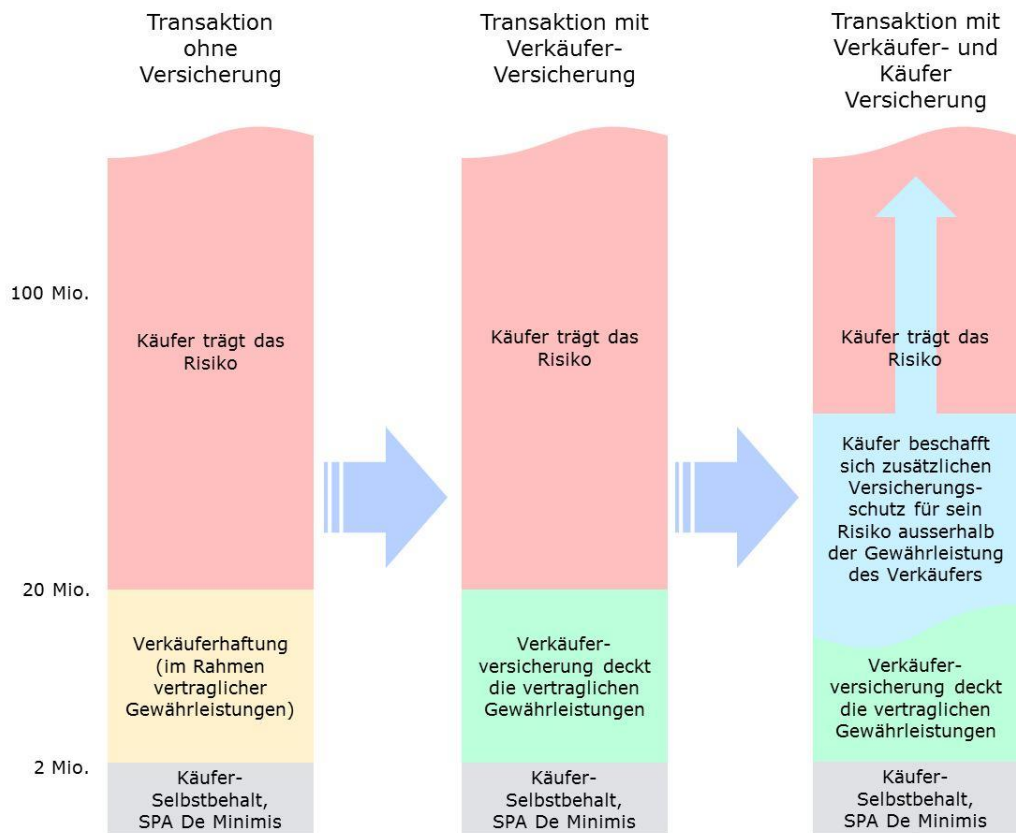 Transaktion
ohne
Versicherung
Transaktion mit
Verkäufer-
Versicherung
Transaktion mit
Verkäufer- und
Käufer
Versicherung
100 Mio.
20 Mio.
2 Mio.
Käufer trägt das
Risiko
Verkäuferhaftung
(im Rahmen
vertraglicher
Gewährleistungen)
Käufer-
Selbstbehalt,
SPA De Minimis
Käufer trägt das
Risiko
Verkäufer-
versicherung deckt
die vertraglichen
Gewährleistungen
Käufer-
Selbstbehalt,
SPA De Minimis
Käufer trägt das
Risiko
Käufer beschafft
sich zusätzlichen
Versicherungs-
schutz für sein
Risiko ausserhalb
der Gewährleistung
des Verkäufers
Verkäufer-
versicherung deckt
die vertraglichen
Gewährleistungen
Käufer-
Selbstbehalt,
SPA De Minimis